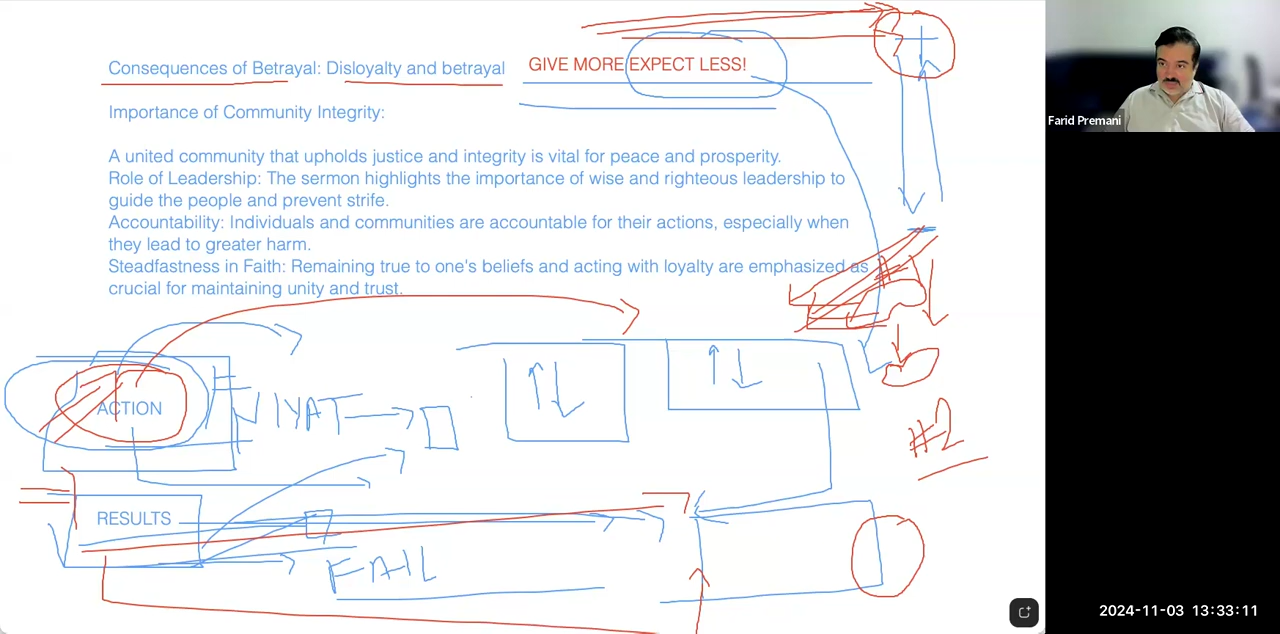 Consequences of Betrayal: Disloyalty and betrayal
GIVE MORE EXPECT LESS!
Importance of Community Integrity:
A united community that upholds justice and integrity is vital for peace and prosperity.
Role of Leadership: The sermon highlights the importance of wise and righteous leadership to
guide the people and prevent strife.
Accountability: Individuals and communities are accountable for their actions, especially when
they lead to greater harm.
Steadfastness in Faith: Remaining true to one's beliefs and acting with loyalty are emphasized as
crucial for maintaining unity and trust.
Farid Premani
ACTION
NIYAT
#2
RESULTS
FAIL
2024-11-03 13:33:11